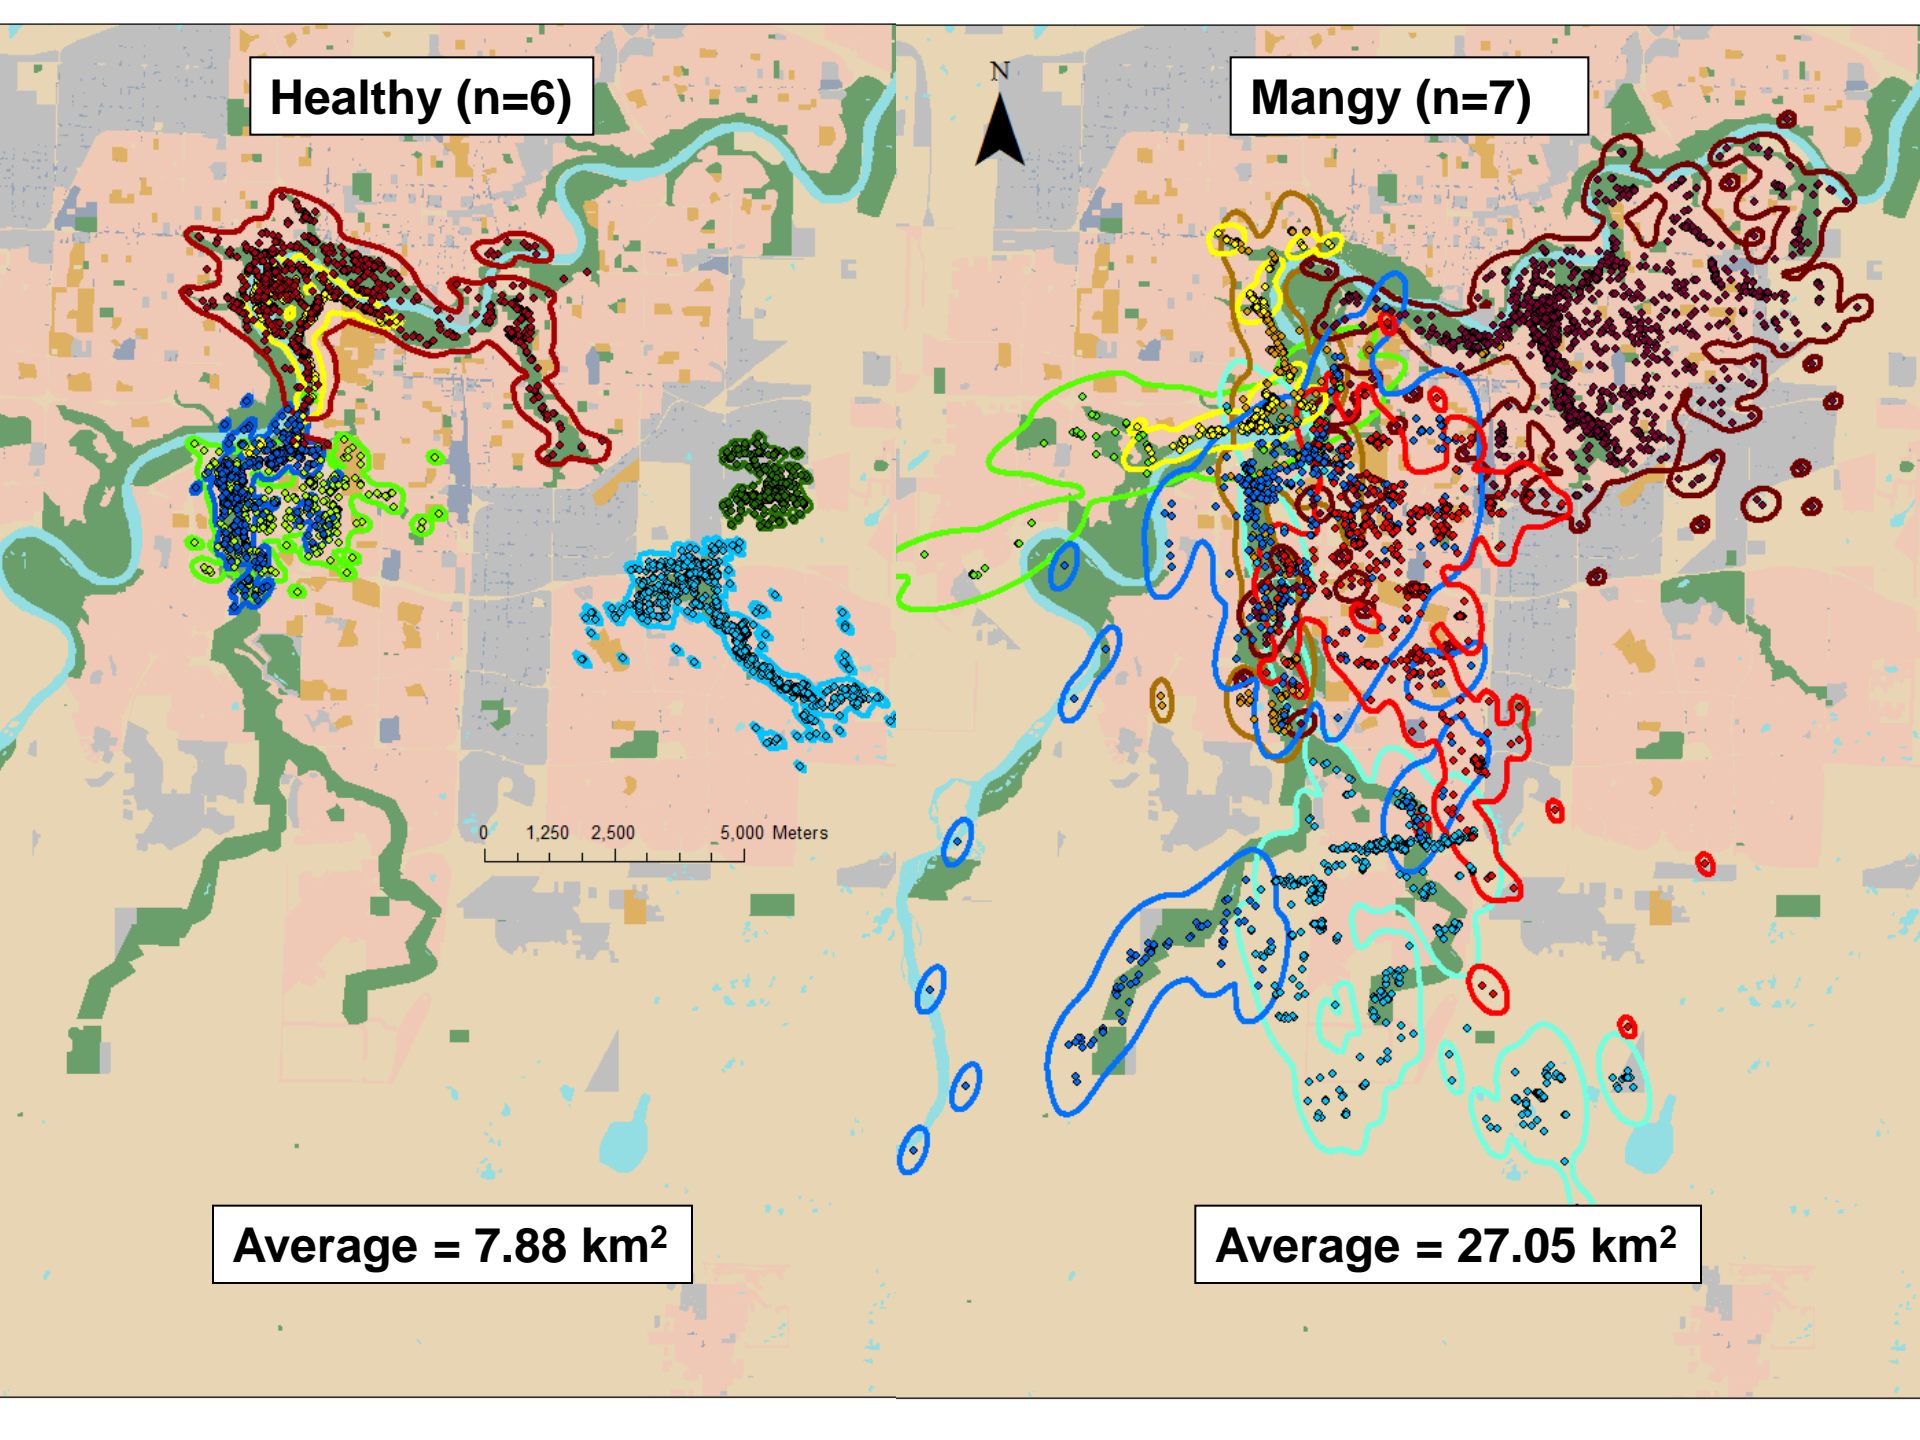 Healthy (n=6)
N
Mangy (n=7)
0 1,250 2,500 5,000 Meters
Average = 7.88 km²
Average = 27.05 km²